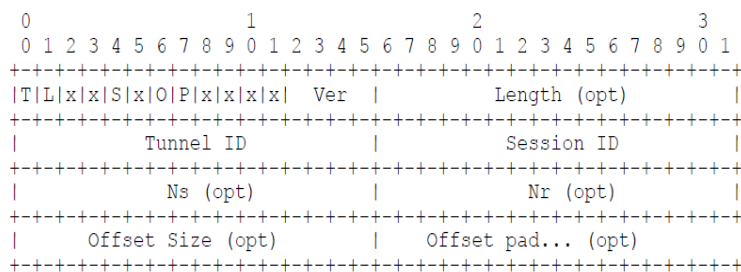 0                   1                   2                   3
 0 1 2 3 4 5 6 7 8 9 0 1 2 3 4 5 6 7 8 9 0 1 2 3 4 5 6 7 8 9 0 1
+-+-+-+-+-+-+-+-+-+-+-+-+-+-+-+-+-+-+-+-+-+-+-+-+-+-+-+-+-+-+-+-+
|T|L|x|x|S|x|O|P|x|x|x|x|  Ver  |          Length (opt)         |
+-+-+-+-+-+-+-+-+-+-+-+-+-+-+-+-+-+-+-+-+-+-+-+-+-+-+-+-+-+-+-+-+
|           Tunnel ID           |           Session ID          |
+-+-+-+-+-+-+-+-+-+-+-+-+-+-+-+-+-+-+-+-+-+-+-+-+-+-+-+-+-+-+-+-+
|             Ns (opt)          |             Nr (opt)          |
+-+-+-+-+-+-+-+-+-+-+-+-+-+-+-+-+-+-+-+-+-+-+-+-+-+-+-+-+-+-+-+-+
|      Offset Size (opt)        |    Offset pad... (opt)
+-+-+-+-+-+-+-+-+-+-+-+-+-+-+-+-+-+-+-+-+-+-+-+-+-+-+-+-+-+-+-+-+